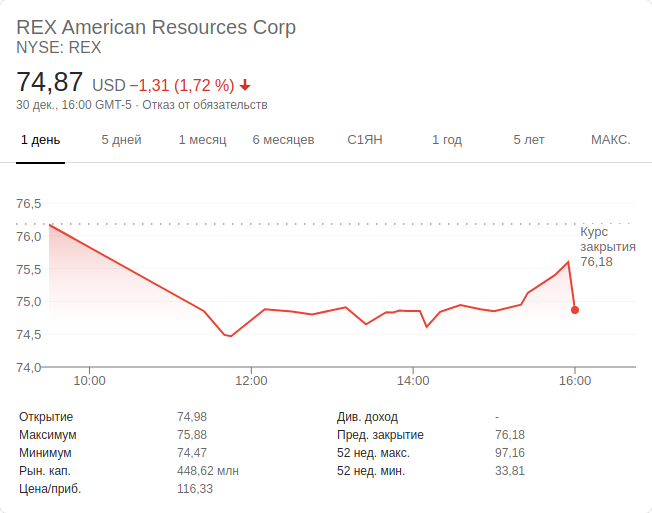 REX American Resources Corp
NYSE: REX
74,87 USD −1,31 (1,72 %)
30 дек., 16:00 GMT-5 · Отказ от обязательств
1 день 5 дней 1 месяц 6 месяцев С1ЯН 1 год 5 лет МАКС.
76,5
76,0
75,5
75,0
74,5
74,0
Курс
закрытия
76,18
10:00 12:00 14:00 16:00
Открытие 74,98 Див. доход -
Максимум 75,88 Пред. закрытие 76,18
Минимум 74,47 52 нед. макс. 97,16
Рын. кап. 448,62 млн 52 нед. мин. 33,81
Цена/приб. 116,33